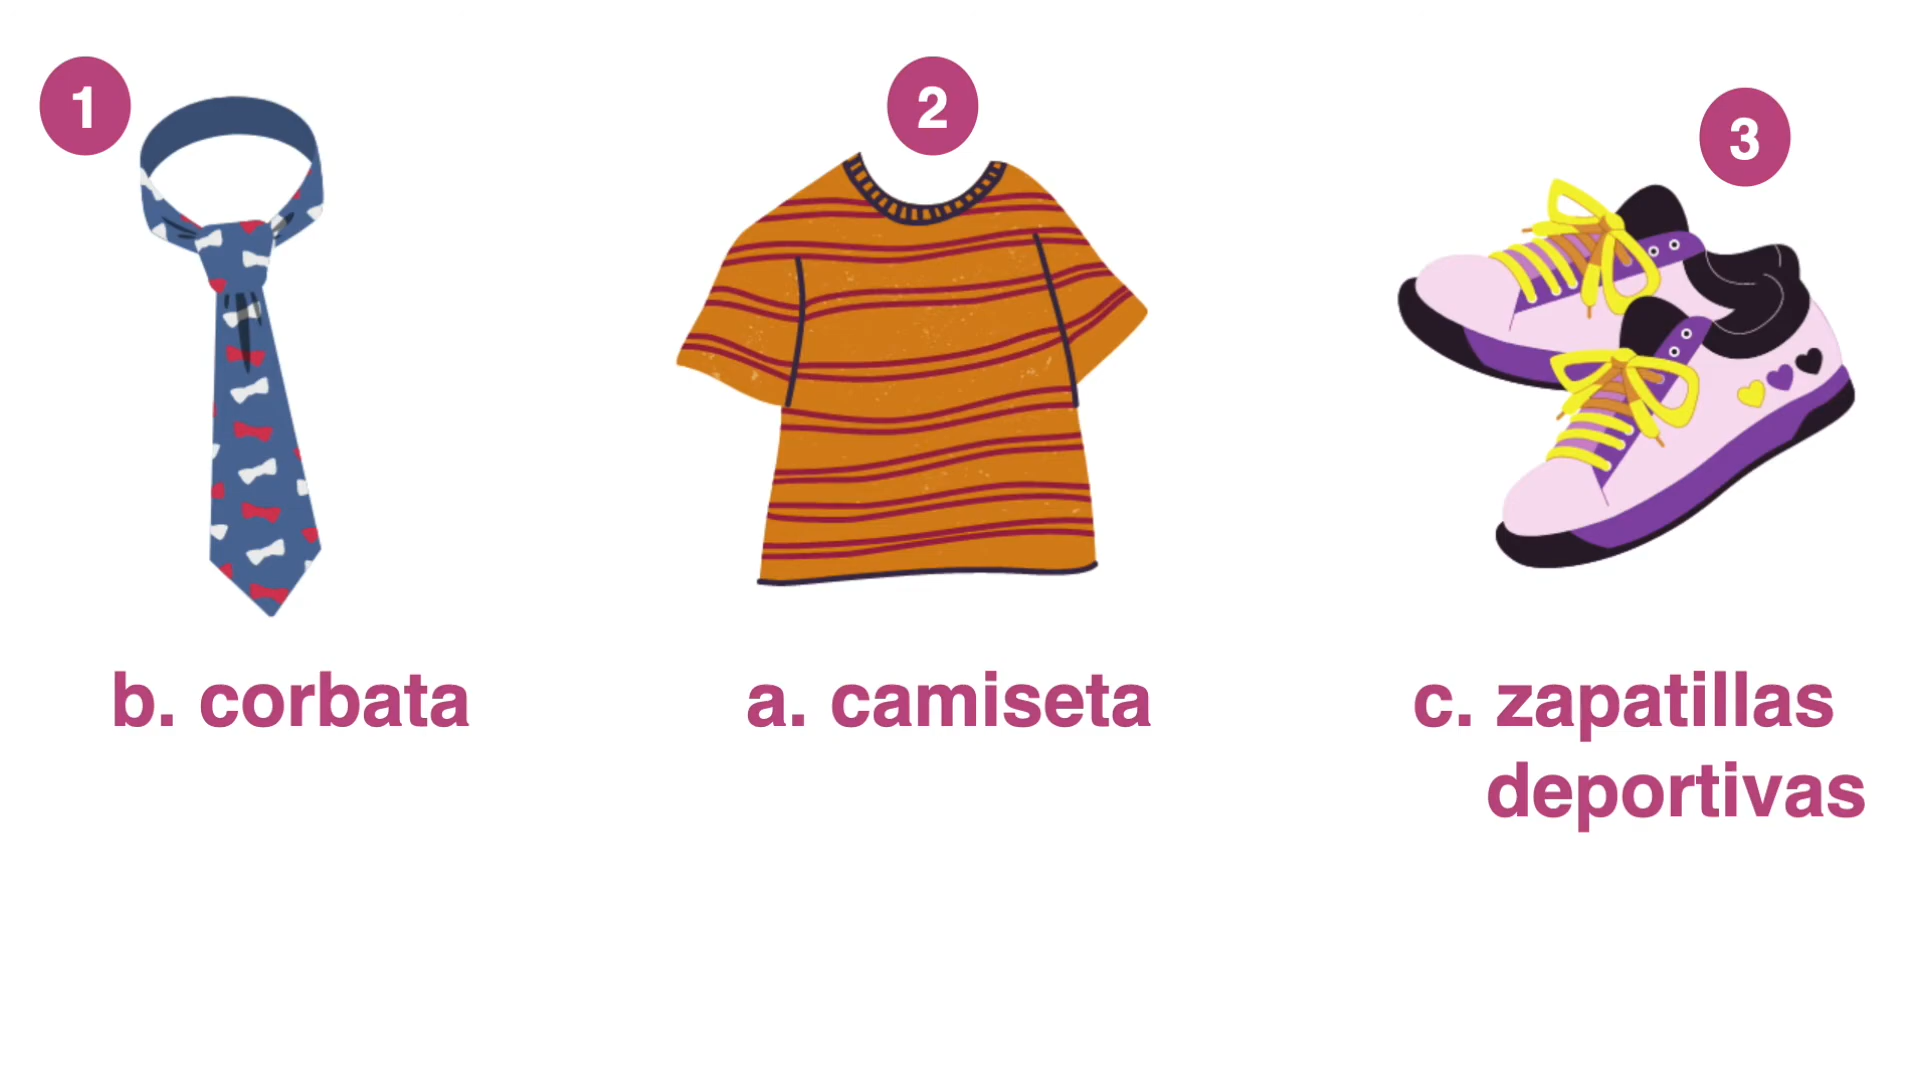 1
2
3
b. corbata
a. camiseta
c. zapatillas
deportivas